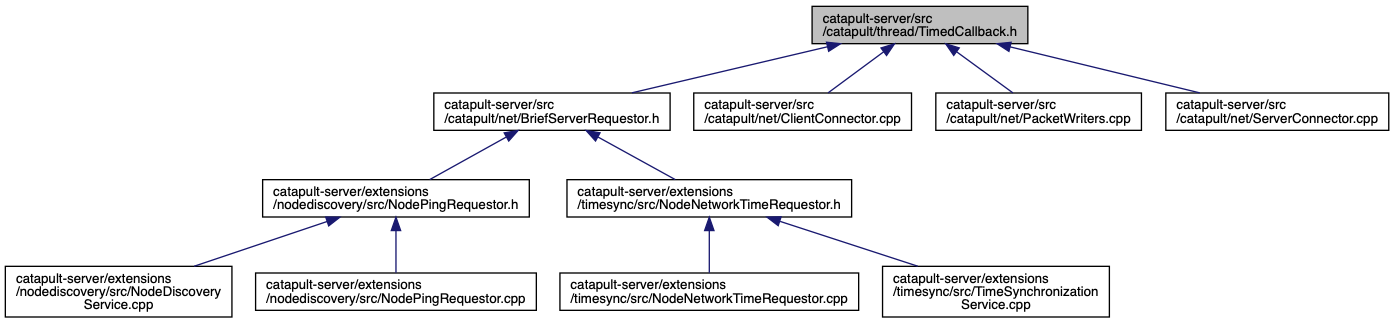 catapult-server/src
/catapult/thread/TimedCallback.h
catapult-server/src
/catapult/net/BriefServerRequestor.h
catapult-server/src
/catapult/net/ClientConnector.cpp
catapult-server/src
/catapult/net/PacketWriters.cpp
catapult-server/src
/catapult/net/ServerConnector.cpp
catapult-server/extensions
/nodediscovery/src/NodePingRequestor.h
catapult-server/extensions
/timesync/src/NodeNetworkTimeRequestor.h
catapult-server/extensions
/nodediscovery/src/NodeDiscovery
Service.cpp
catapult-server/extensions
/nodediscovery/src/NodePingRequestor.cpp
catapult-server/extensions
/timesync/src/NodeNetworkTimeRequestor.cpp
catapult-server/extensions
/timesync/src/TimeSynchronization
Service.cpp